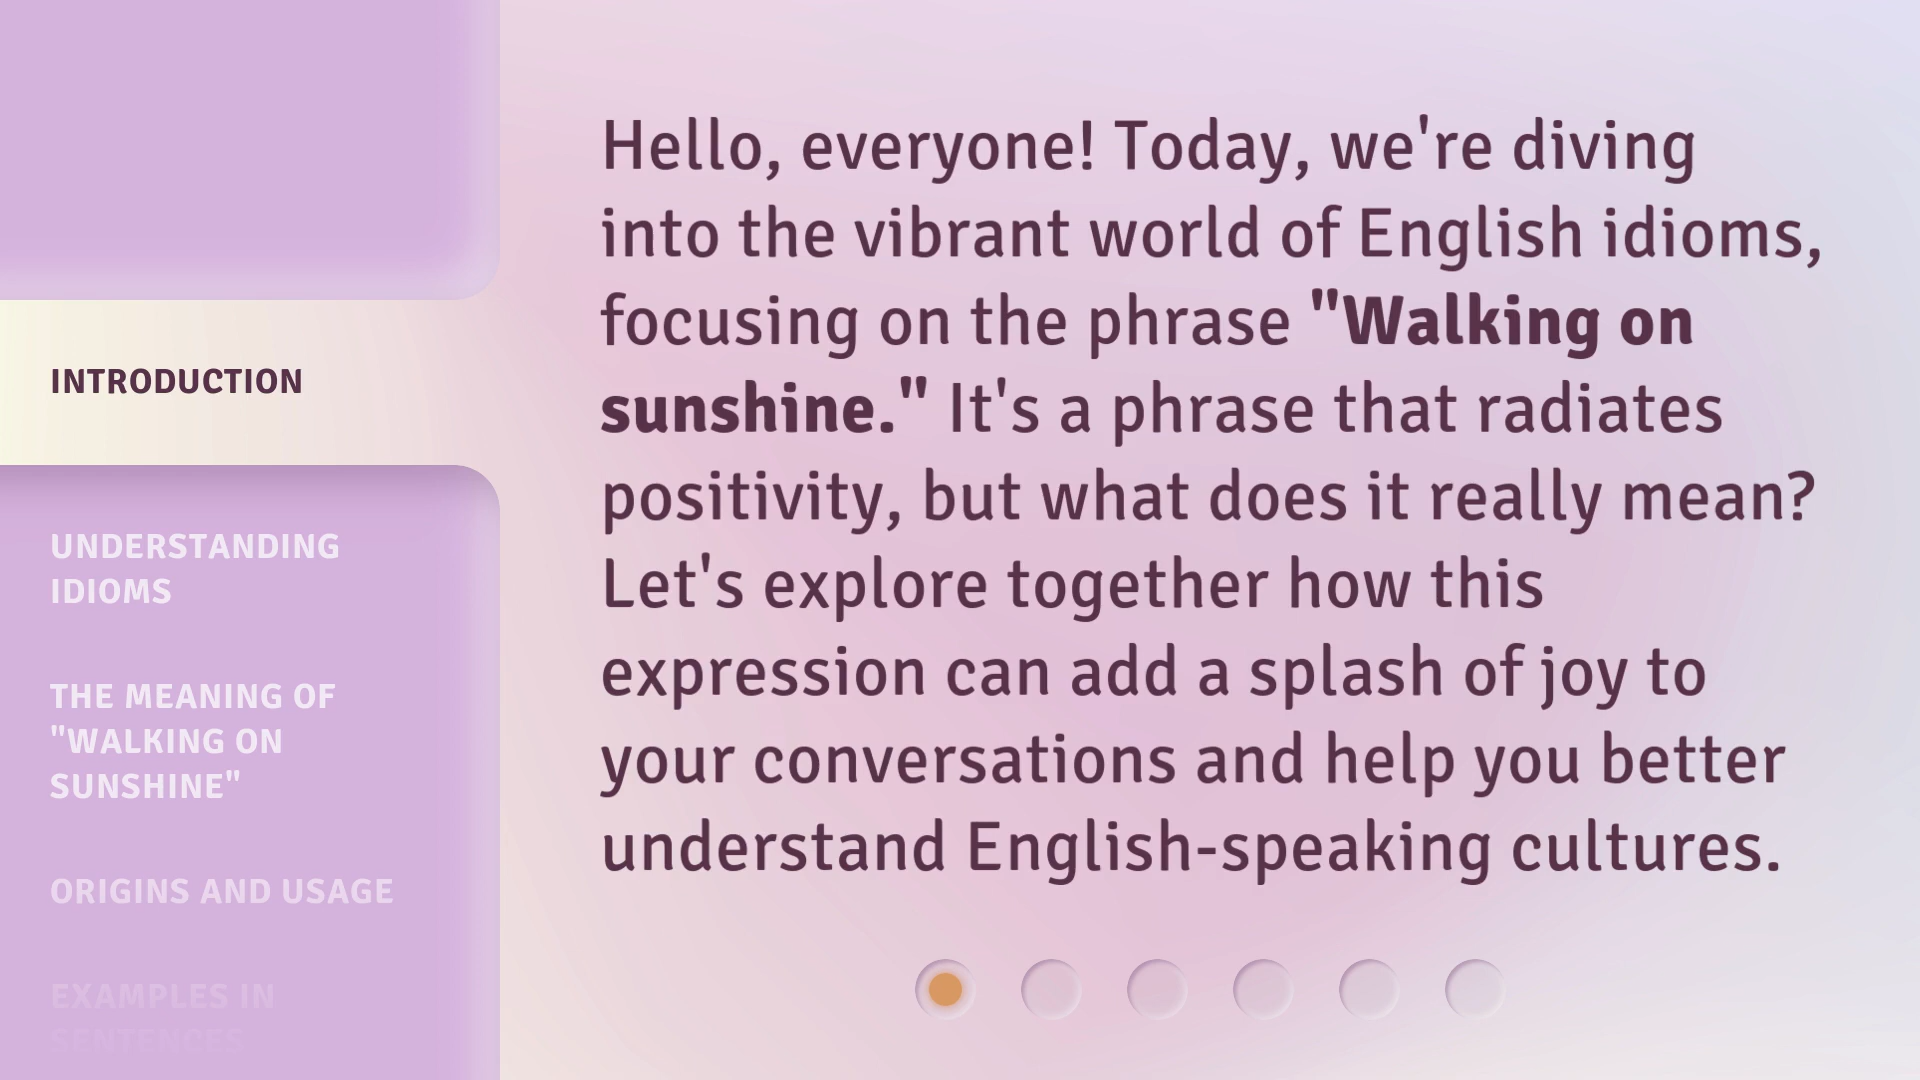 INTRODUCTION
UNDERSTANDING
IDIOMS
THE MEANING OF
"WALKING ON
SUNSHINE"
ORIGINS AND USAGE
EXAMPLES IN
SENTENCES
Hello, everyone! Today, we're diving
into the vibrant world of English idioms,
focusing on the phrase "Walking on
sunshine." It's a phrase that radiates
positivity, but what does it really mean?
Let's explore together how this
expression can add a splash of joy to
your conversations and help you better
understand English-speaking cultures.